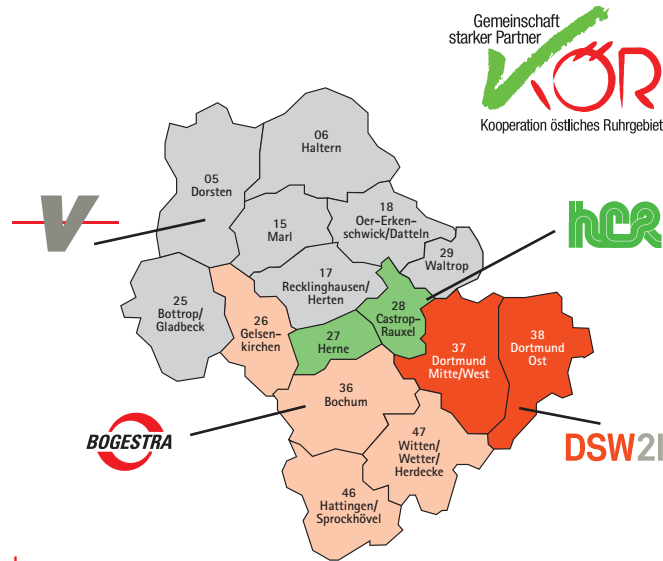 Gemeinschaft
starker Partner
KÖR
Kooperation östliches Ruhrgebiet
06
Haltern
05
Dorsten
V
18
Oer-Erken-
schwick/Datteln
15
Marl
hcr
29
Waltrop
17
Recklinghausen/
Herten
25
Bottrop/
Gladbeck
28
Castrop-
Rauxel
26
Gelsen-
kirchen
27
Herne
37
Dortmund
Mitte/West
38
Dortmund
Ost
36
Bochum
BOGESTRA
47
Witten/
Wetter/
Herdecke
DSW21
46
Hattingen/
Sprockhövel